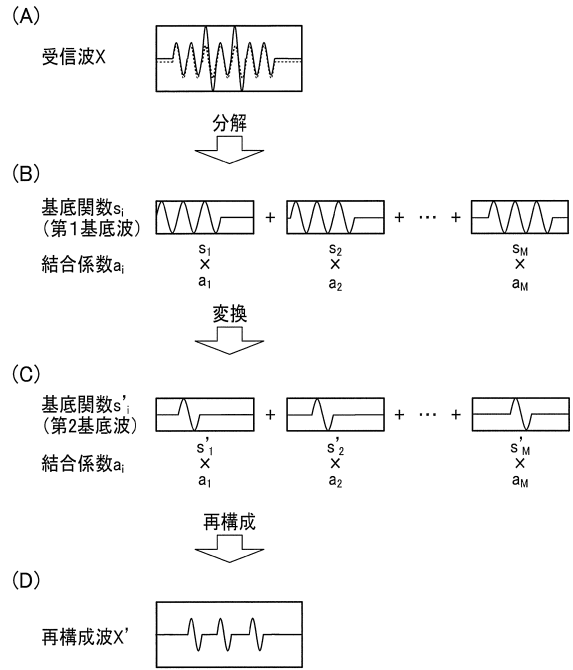 (A)
受信波X
分解
(B)
基底関数si
(第1基底波)
+ + … +
s1 s2 sM
結合係数ai × × ×
a1 a2 aM
変換
(C)
基底関数s'i
(第2基底波)
+ + … +
s'1 s'2 s'M
結合係数ai × × ×
a1 a2 aM
再構成
(D)
再構成波X'